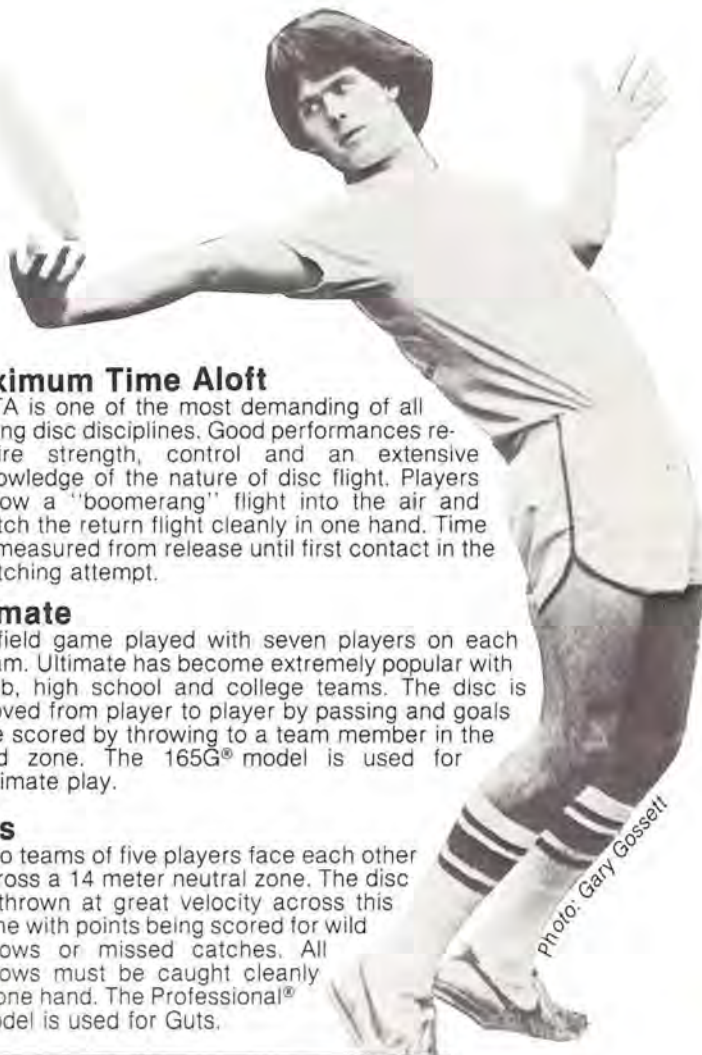 ximum Time Aloft
TA is one of the most demanding of all
ing disc disciplines. Good performances re-
ire strength, control and an extensive
owledge of the nature of disc flight. Players
ow a "boomerang" flight into the air and
tch the return flight cleanly in one hand. Time
measured from release until first contact in the
tching attempt.
imate
field game played with seven players on each
am. Ultimate has become extremely popular with
b, high school and college teams. The disc is
oved from player to player by passing and goals
e scored by throwing to a team member in the
d zone. The 165G® model is used for
timate play.
s
o teams of five players face each other
ross a 14 meter neutral zone. The disc
thrown at great velocity across this
ne with points being scored for wild
ows or missed catches. All
ows must be caught cleanly
one hand. The Professional®
del is used for Guts.
Photo: Gary Gossett